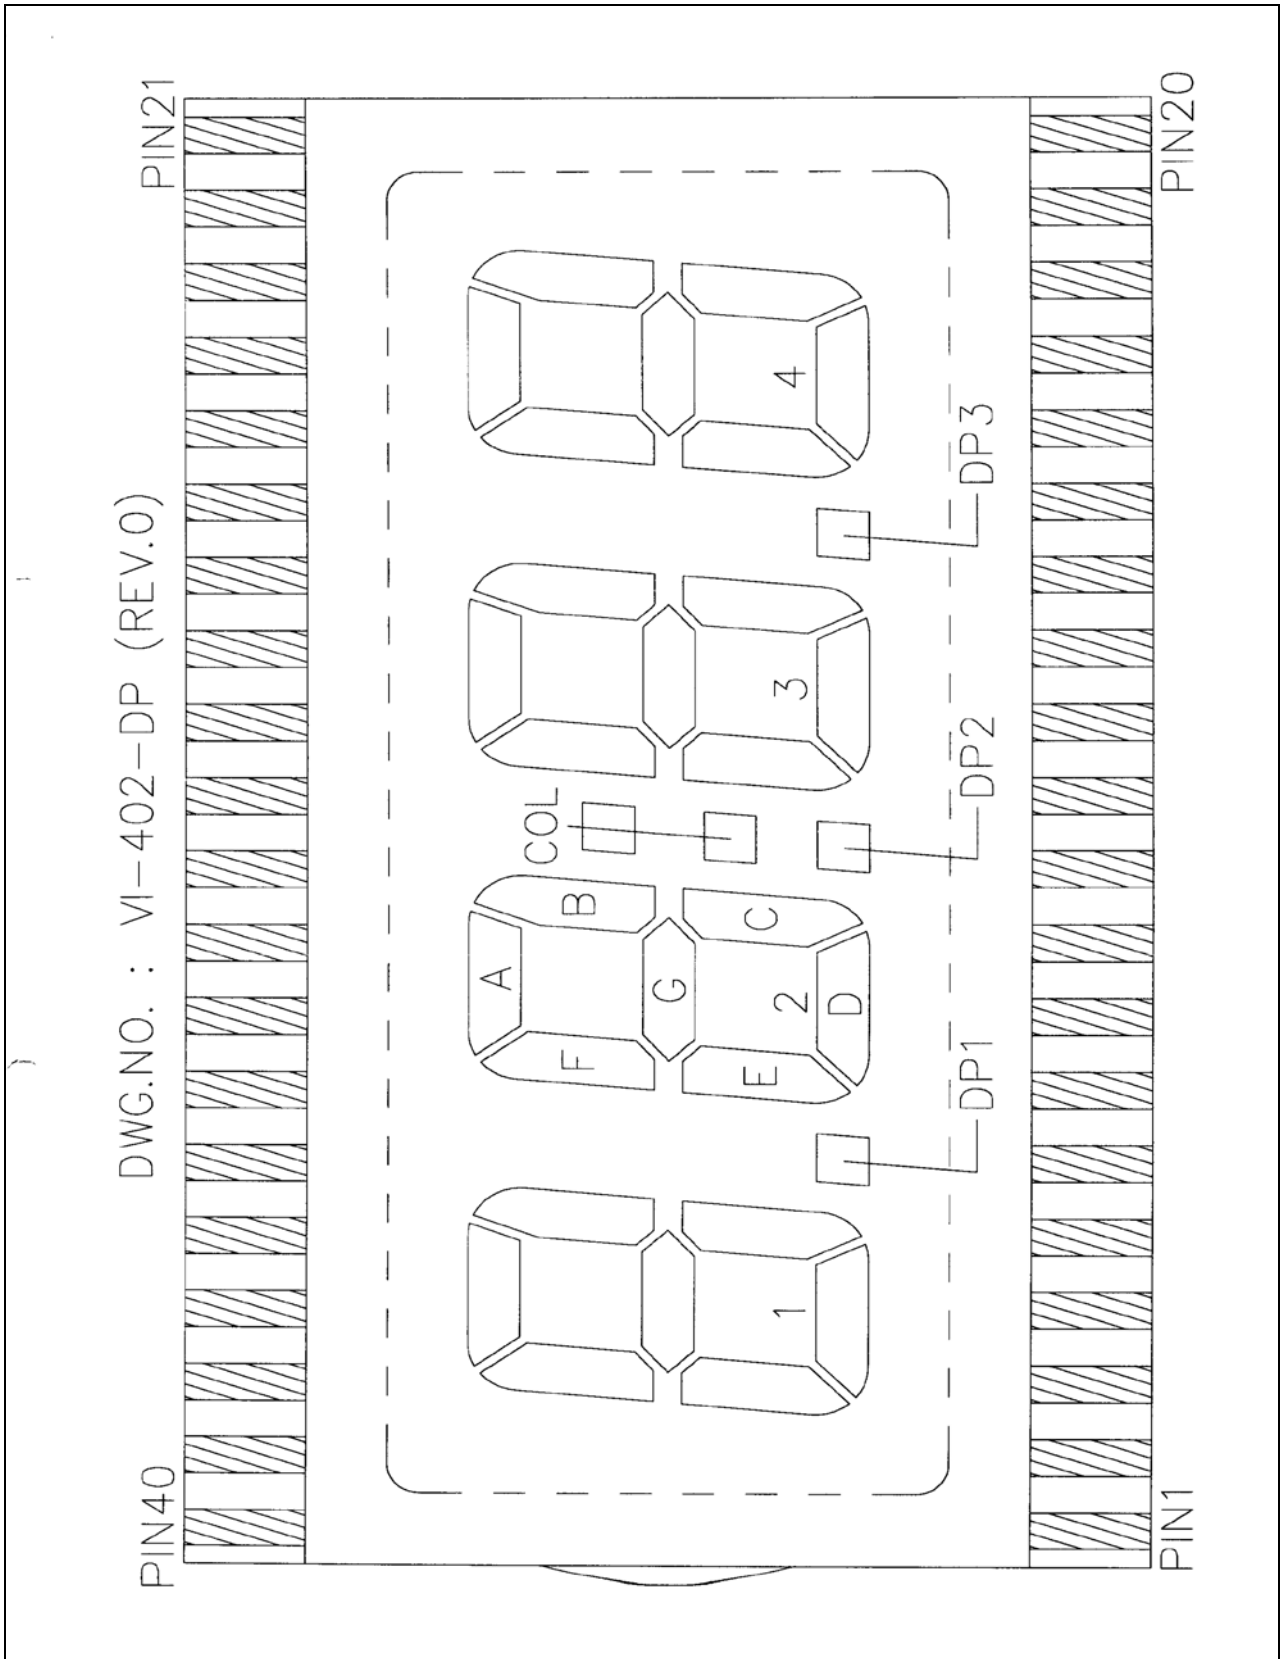 DWG.NO. : VI-402-DP (REV.0)
PIN40
PIN21
COL
A
B
F
G
E
C
D
1
2
3
4
DP1
DP2
DP3
PIN1
PIN20